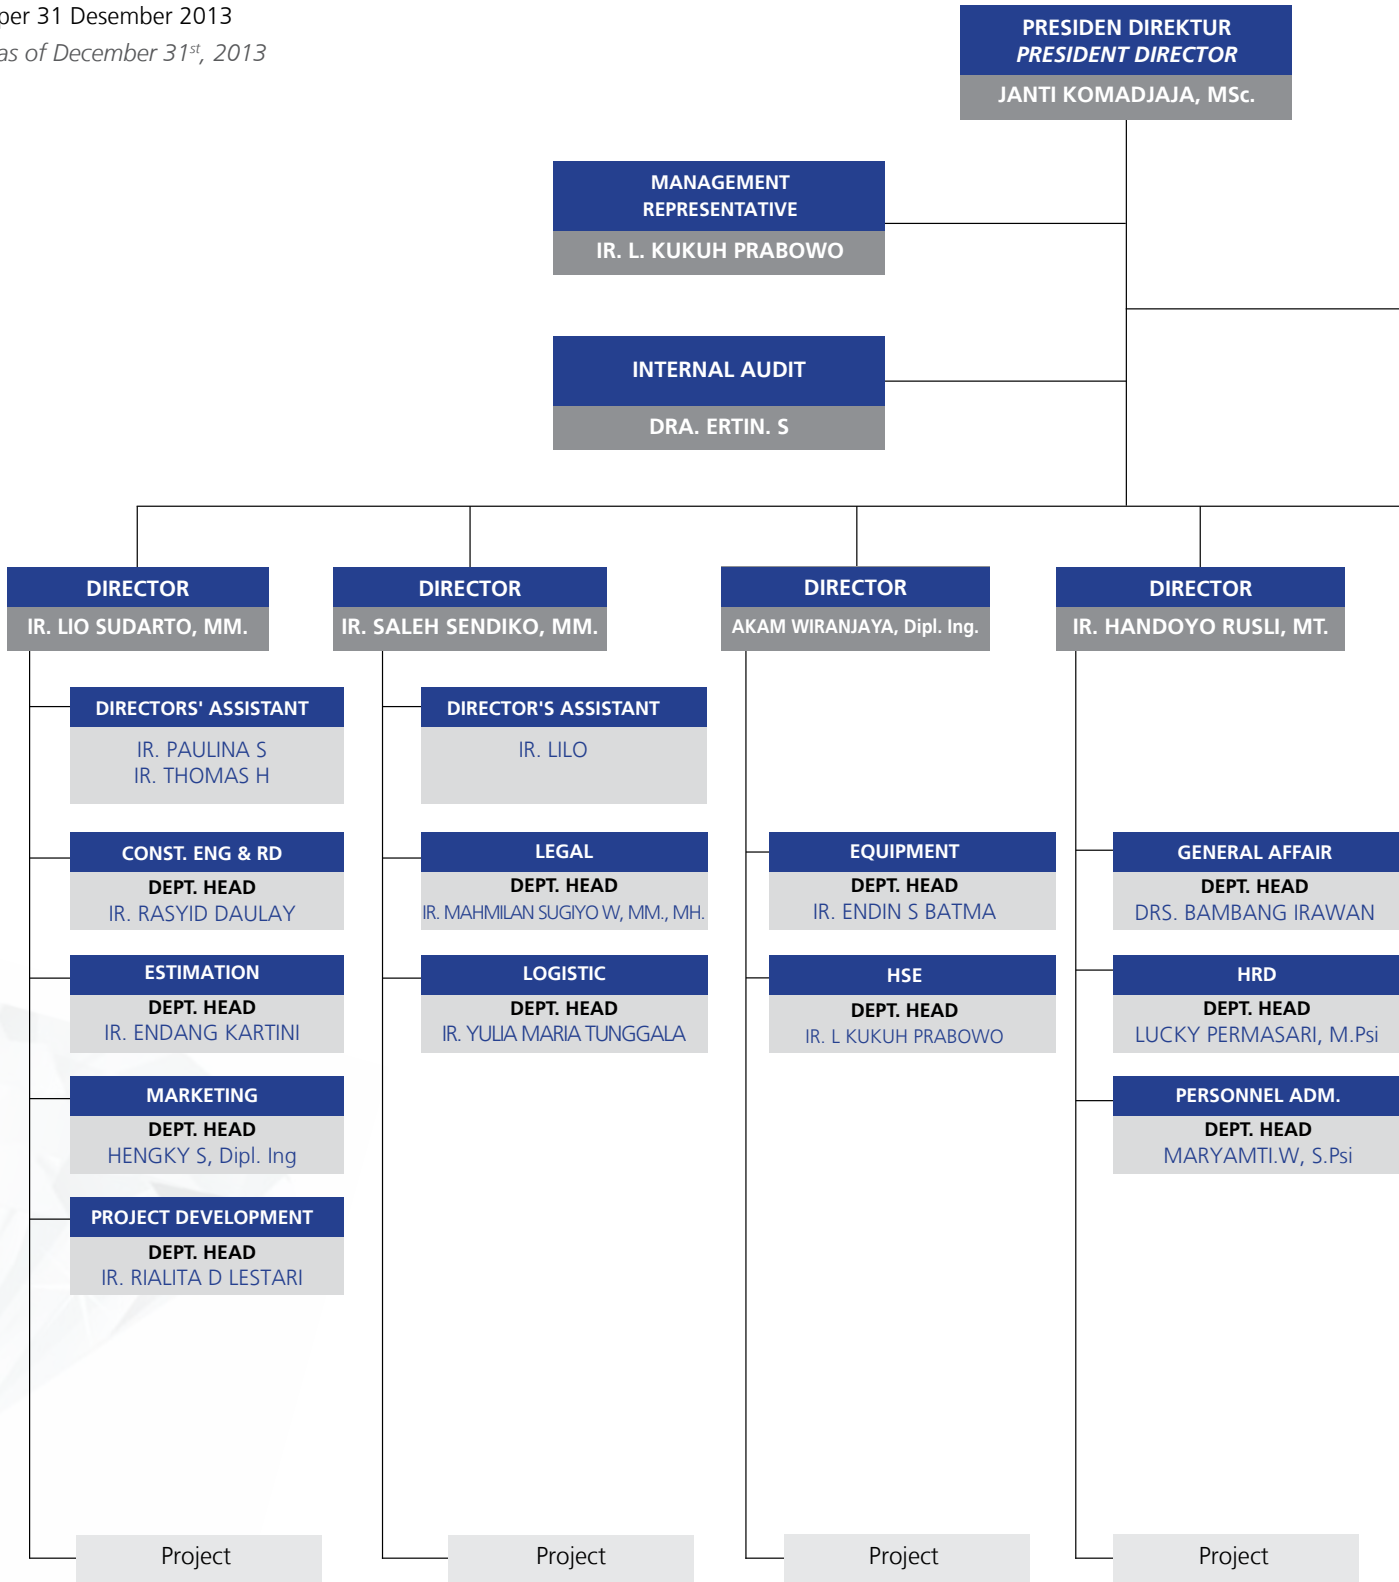 per 31 Desember 2013
as of December 31st, 2013
PRESIDEN DIREKTUR
PRESIDENT DIRECTOR
JANTI KOMADJAJA, MSc.
MANAGEMENT
REPRESENTATIVE
IR. L. KUKUH PRABOWO
INTERNAL AUDIT
DRA. ERTIN. S
DIRECTOR
IR. LIO SUDARTO, MM.
DIRECTORS' ASSISTANT
IR. PAULINA S
IR. THOMAS H
CONST. ENG & RD
DEPT. HEAD
IR. RASYID DAULAY
ESTIMATION
DEPT. HEAD
IR. ENDANG KARTINI
MARKETING
DEPT. HEAD
HENGKY S, Dipl. Ing
PROJECT DEVELOPMENT
DEPT. HEAD
IR. RIALITA D LESTARI
Project
DIRECTOR
IR. SALEH SENDIKO, MM.
DIRECTOR'S ASSISTANT
IR. LILO
LEGAL
DEPT. HEAD
IR. MAHMILAN SUGIYO W, MM., MH.
LOGISTIC
DEPT. HEAD
IR. YULIA MARIA TUNGGALA
Project
DIRECTOR
AKAM WIRANJAYA, Dipl. Ing.
EQUIPMENT
DEPT. HEAD
IR. ENDIN S BATMA
HSE
DEPT. HEAD
IR. L KUKUH PRABOWO
Project
DIRECTOR
IR. HANDOYO RUSLI, MT.
GENERAL AFFAIR
DEPT. HEAD
DRS. BAMBANG IRAWAN
HRD
DEPT. HEAD
LUCKY PERMASARI, M.Psi
PERSONNEL ADM.
DEPT. HEAD
MARYAMTI.W, S.Psi
Project